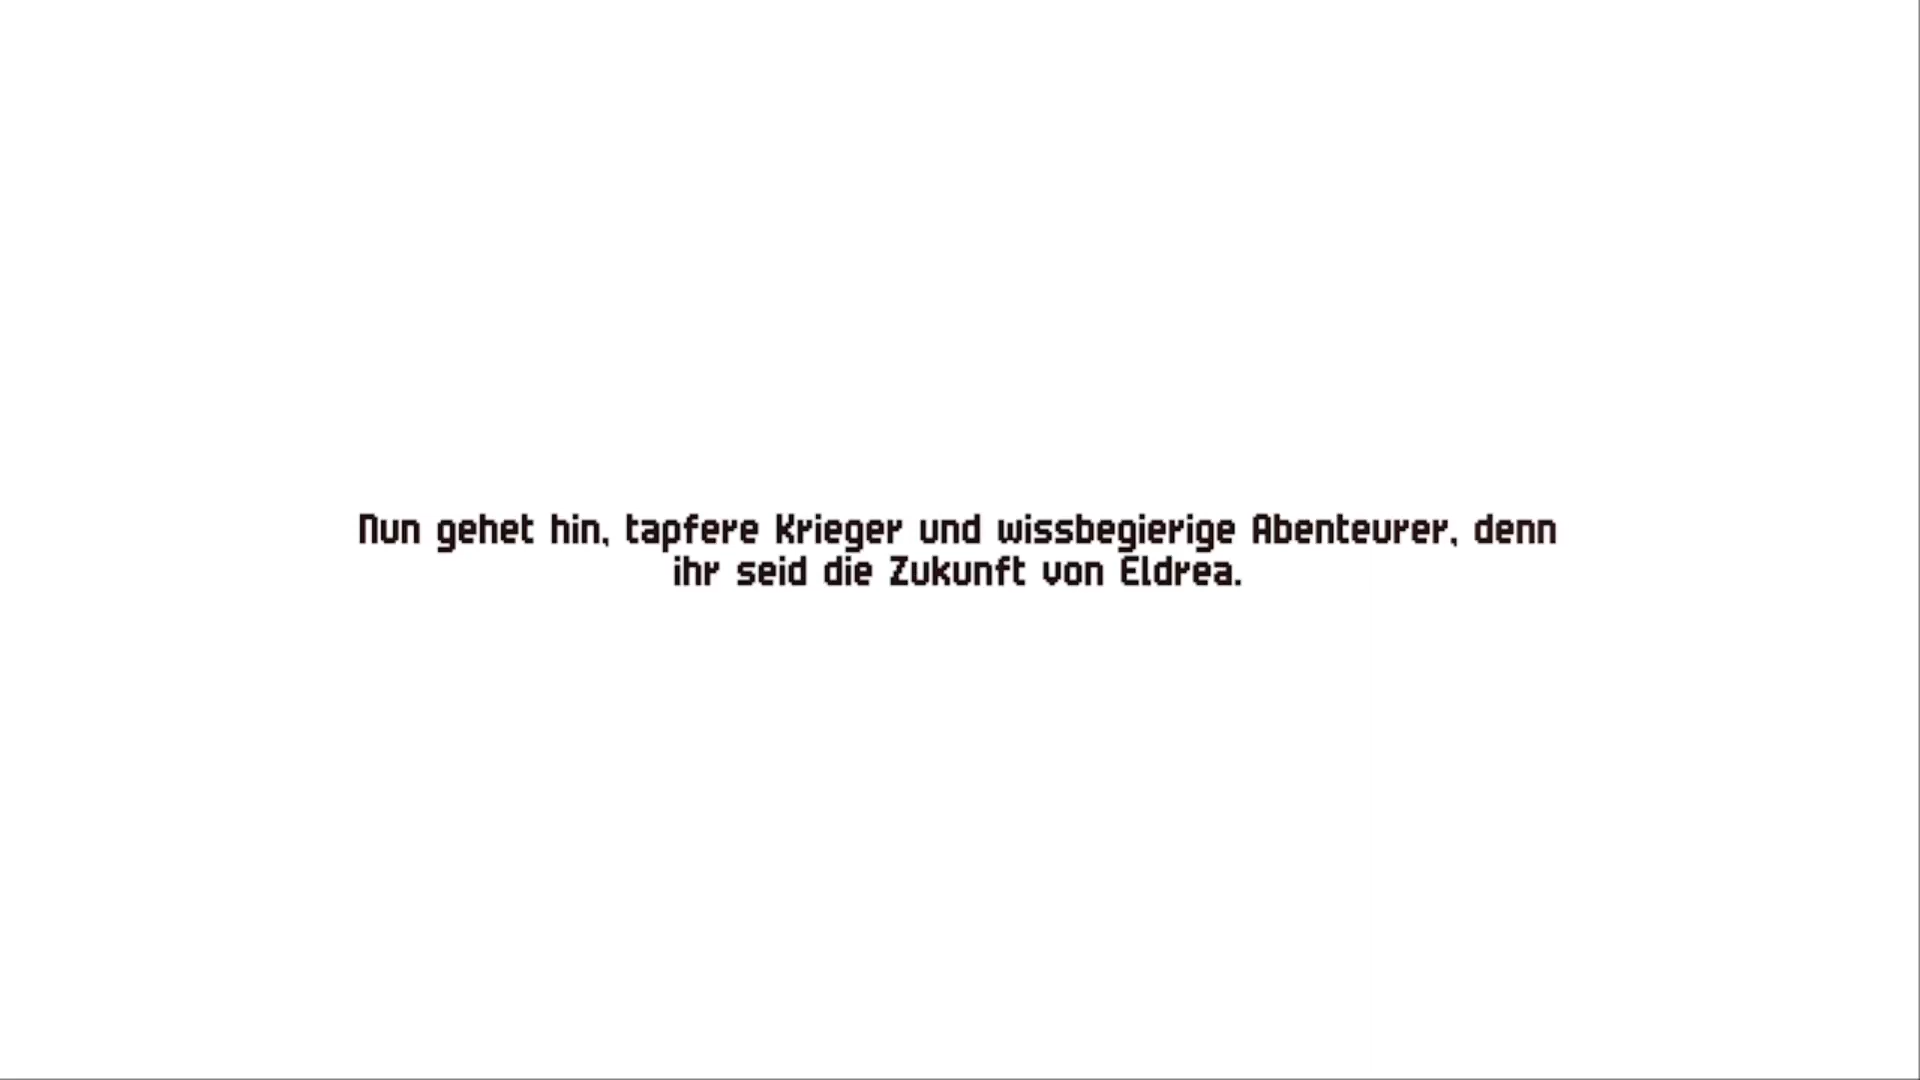 Nun gehet hin, tapfere Krieger und wissbegierige Abenteurer, denn
ihr seid die Zukunft von Eldrea.